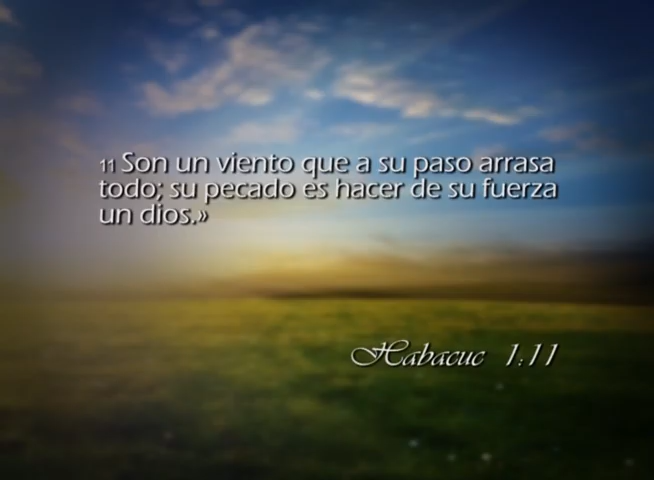 11 Son un viento que a su paso arrasa
todo; su pecado es hacer de su fuerza
un dios.»
Habacuc 1:11